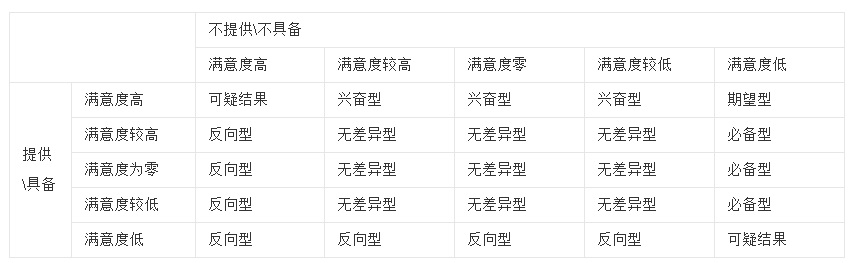 不提供\不具备
满意度高 满意度较高 满意度零 满意度较低 满意度低
提供\具备
满意度高 可疑结果 兴奋型 兴奋型 兴奋型 期望型
满意度较高 反向型 无差异型 无差异型 无差异型 必备型
满意度为零 反向型 无差异型 无差异型 无差异型 必备型
满意度较低 反向型 无差异型 无差异型 无差异型 必备型
满意度低 反向型 反向型 反向型 反向型 可疑结果